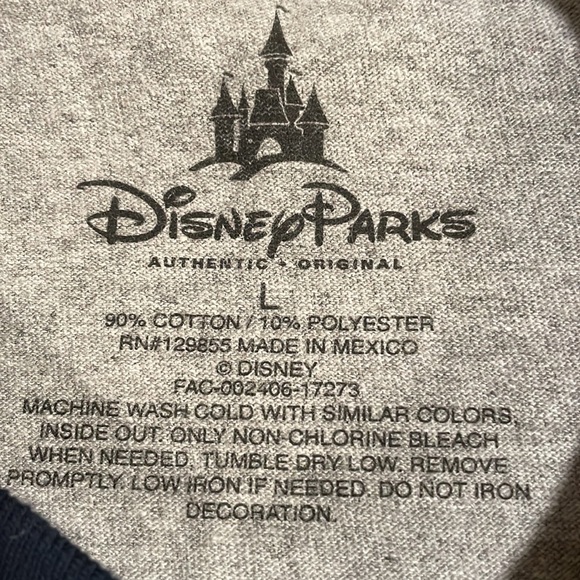 DISNEY PARKS
AUTHENTIC • ORIGINAL
L
90% COTTON / 10% POLYESTER
RN#129855 MADE IN MEXICO
© DISNEY
FAC-002406-17273
MACHINE WASH COLD WITH SIMILAR COLORS,
INSIDE OUT. ONLY NON-CHLORINE BLEACH
WHEN NEEDED. TUMBLE DRY LOW. REMOVE
PROMPTLY. LOW IRON IF NEEDED. DO NOT IRON
DECORATION.